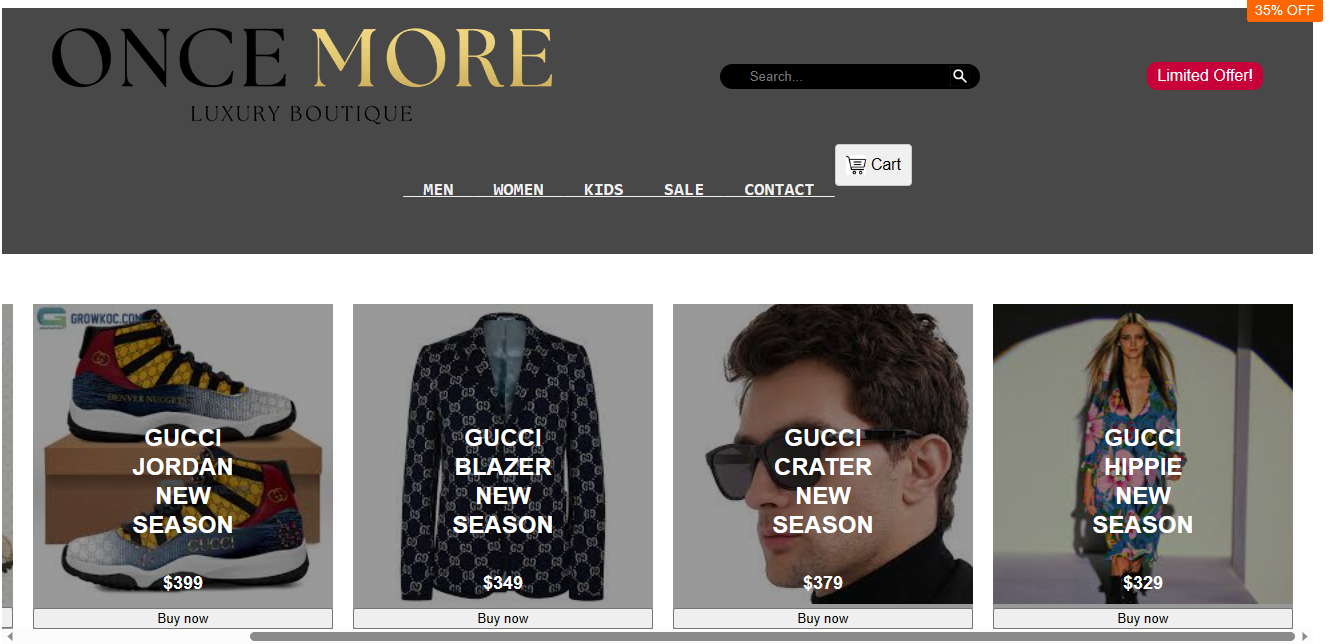 35% OFF
ONCE MORE
LUXURY BOUTIQUE
Search...
Limited Offer!
Cart
MEN WOMEN KIDS SALE CONTACT
GROWKOC.COM
DENVER NUGGETS
GUCCI
JORDAN
NEW
SEASON
GUCCI
$399
Buy now
GUCCI
BLAZER
NEW
SEASON
$349
Buy now
GUCCI
CRATER
NEW
SEASON
$379
Buy now
GUCCI
HIPPIE
NEW
SEASON
$329
Buy now